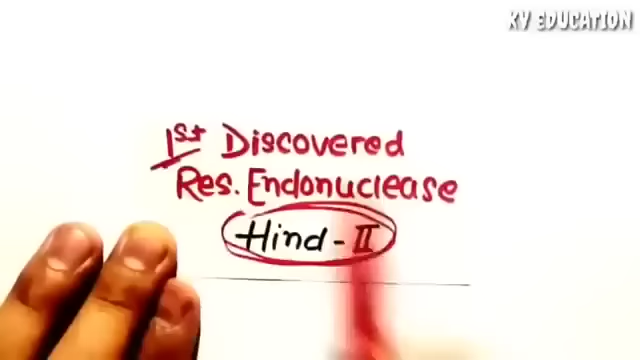 KV EDUCATION
1st Discovered
Res. Endonuclease
Hind - II